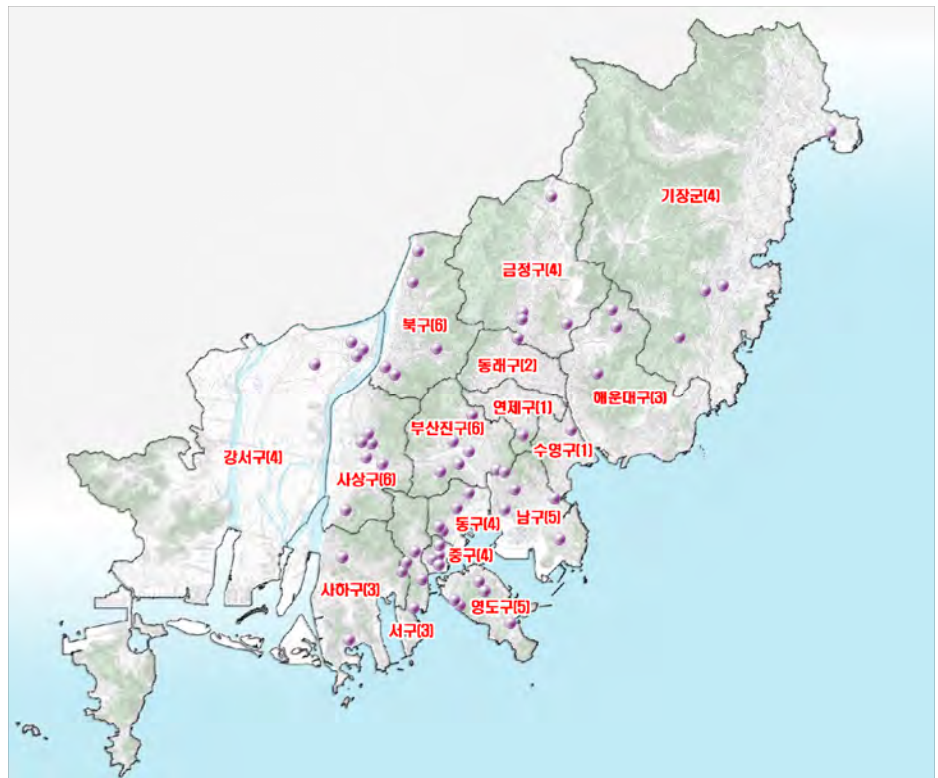 기장군(4)
금정구(4)
북구(6)
동래구(2)
해운대구(3)
연제구(1)
부산진구(6)
수영구(1)
강서구(4)
사상구(6)
남구(5)
동구(4)
중구(4)
사하구(3)
영도구(5)
서구(3)